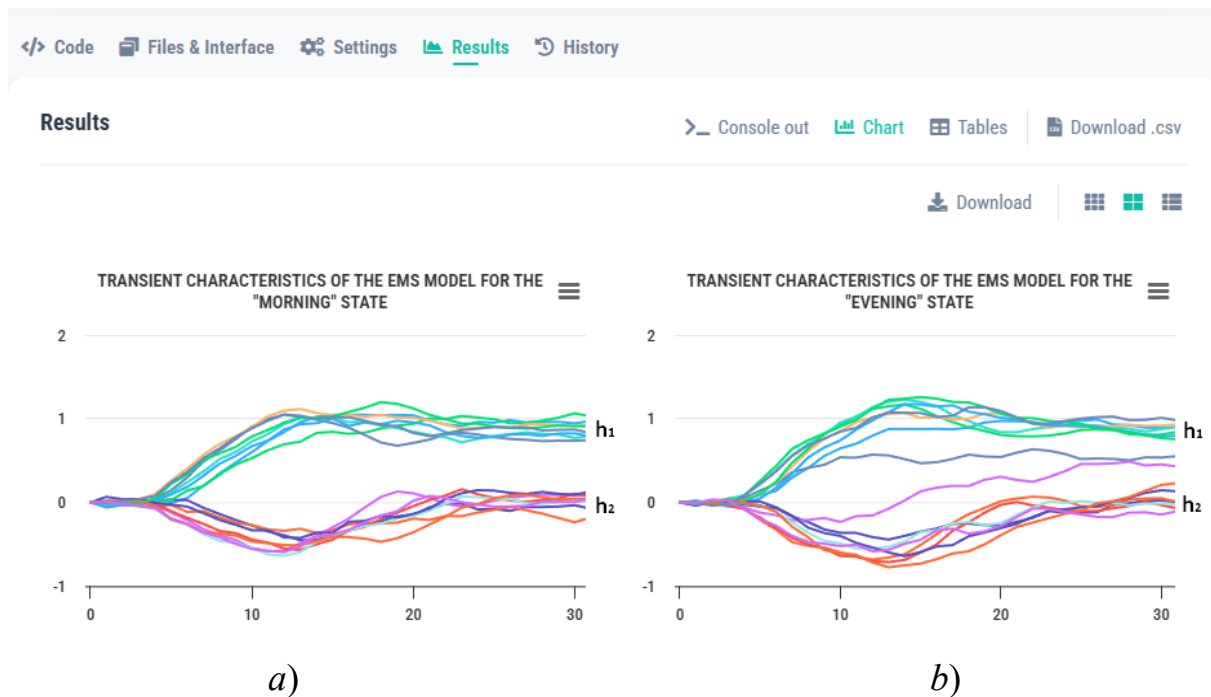 </> Code Files & Interface Settings Results History
Results
Console out Chart Tables Download .csv
Download
TRANSIENT CHARACTERISTICS OF THE EMS MODEL FOR THE
"MORNING" STATE
2
1
0
-1
h1
h2
0 10 20 30
a)
TRANSIENT CHARACTERISTICS OF THE EMS MODEL FOR THE
"EVENING" STATE
2
1
0
-1
h1
h2
0 10 20 30
b)